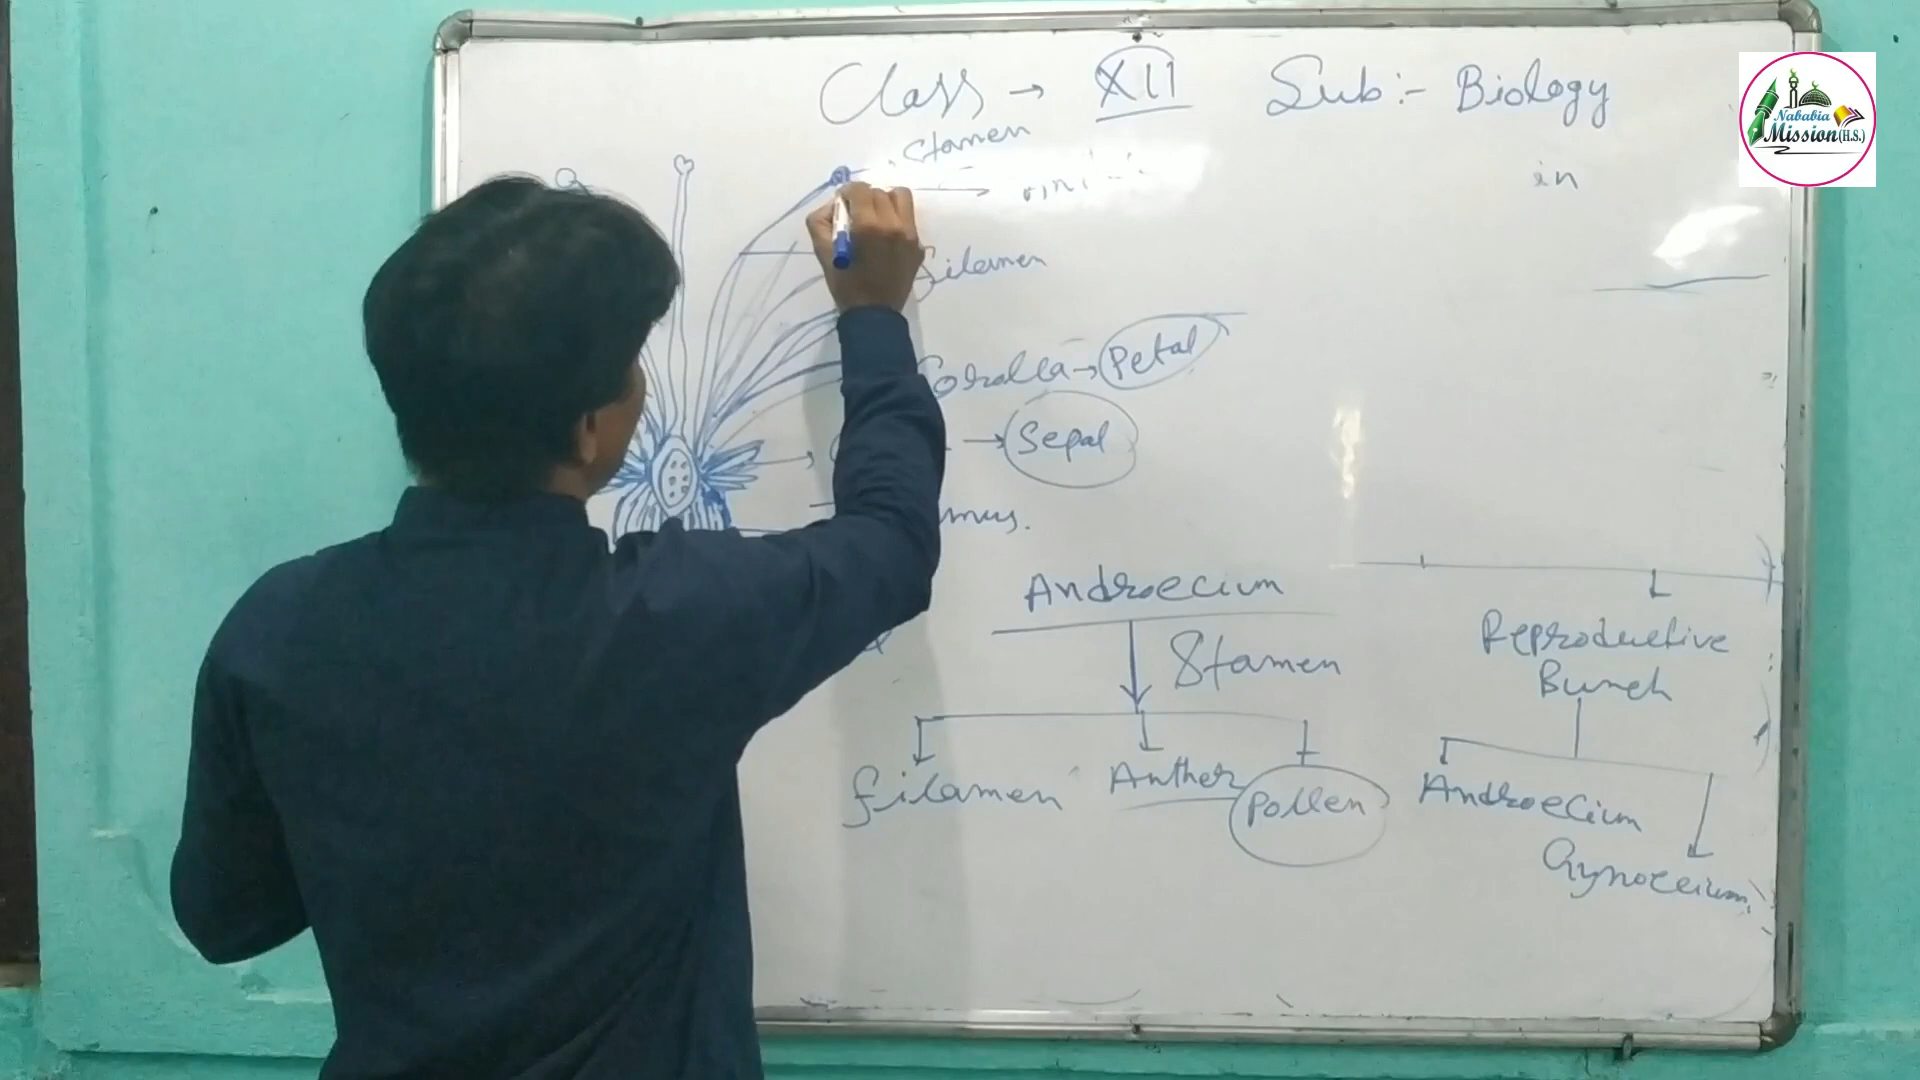 Class → XII Sub:- Biology
Nababia
Mission (H.S.)
Stamen
in
filamen
Corolla → Petal
→ Sepal
mus.
Androecium
Stamen
Reproductive
Bunch
filamen Anther Pollen
Androecium
Gynoecium